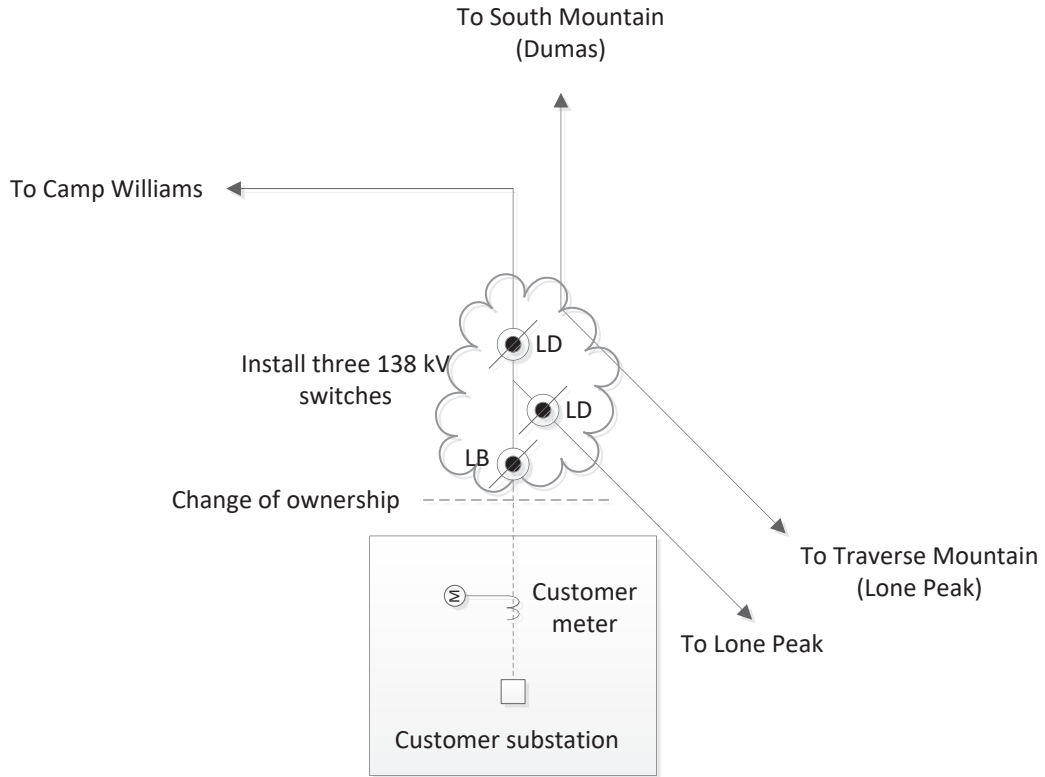 To South Mountain
(Dumas)
To Camp Williams
LD
Install three 138 kV
switches
LD
LB
Change of ownership
To Traverse Mountain
(Lone Peak)
M
Customer
meter
To Lone Peak
Customer substation